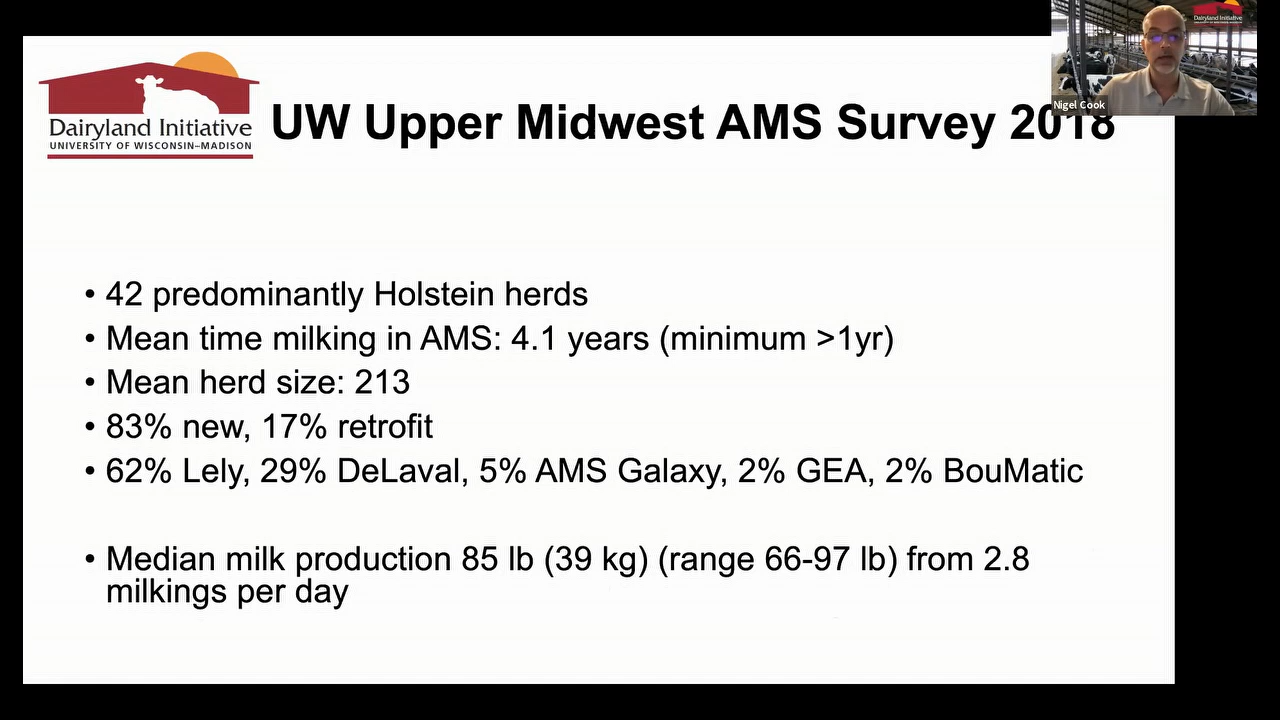 Dairyland Initiative
UNIVERSITY OF WISCONSIN–MADISON
UW Upper Midwest AMS Survey 2018
Dairyland Initiative
Nigel Cook
• 42 predominantly Holstein herds
• Mean time milking in AMS: 4.1 years (minimum >1yr)
• Mean herd size: 213
• 83% new, 17% retrofit
• 62% Lely, 29% DeLaval, 5% AMS Galaxy, 2% GEA, 2% BouMatic
• Median milk production 85 lb (39 kg) (range 66-97 lb) from 2.8
milkings per day